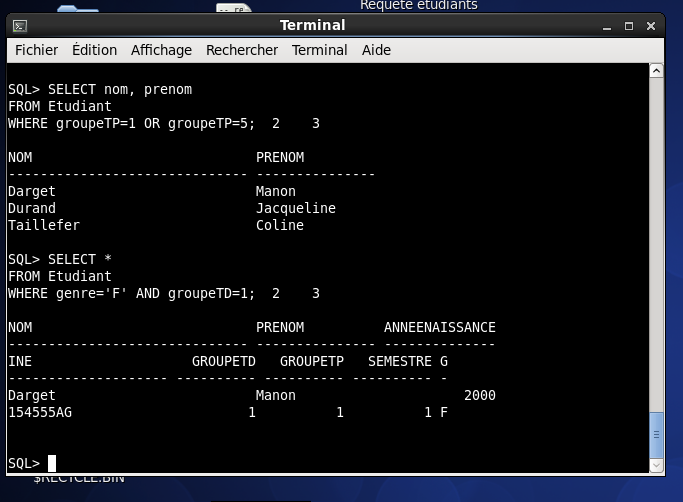 Requete etudiants
Terminal
Fichier Édition Affichage Rechercher Terminal Aide
SQL> SELECT nom, prenom
FROM Etudiant
WHERE groupeTP=1 OR groupeTP=5;  2    3
NOM                            PRENOM
------------------------------ ---------------
Darget                         Manon
Durand                         Jacqueline
Taillefer                      Coline
SQL> SELECT *
FROM Etudiant
WHERE genre='F' AND groupeTD=1;  2    3
NOM                            PRENOM          ANNEENAISSANCE
------------------------------ --------------- --------------
INE                    GROUPETD   GROUPETP   SEMESTRE G
-------------------- ---------- ---------- ---------- -
Darget                         Manon                     2000
154555AG                      1          1          1 F
SQL>
$RECYCLE.BIN